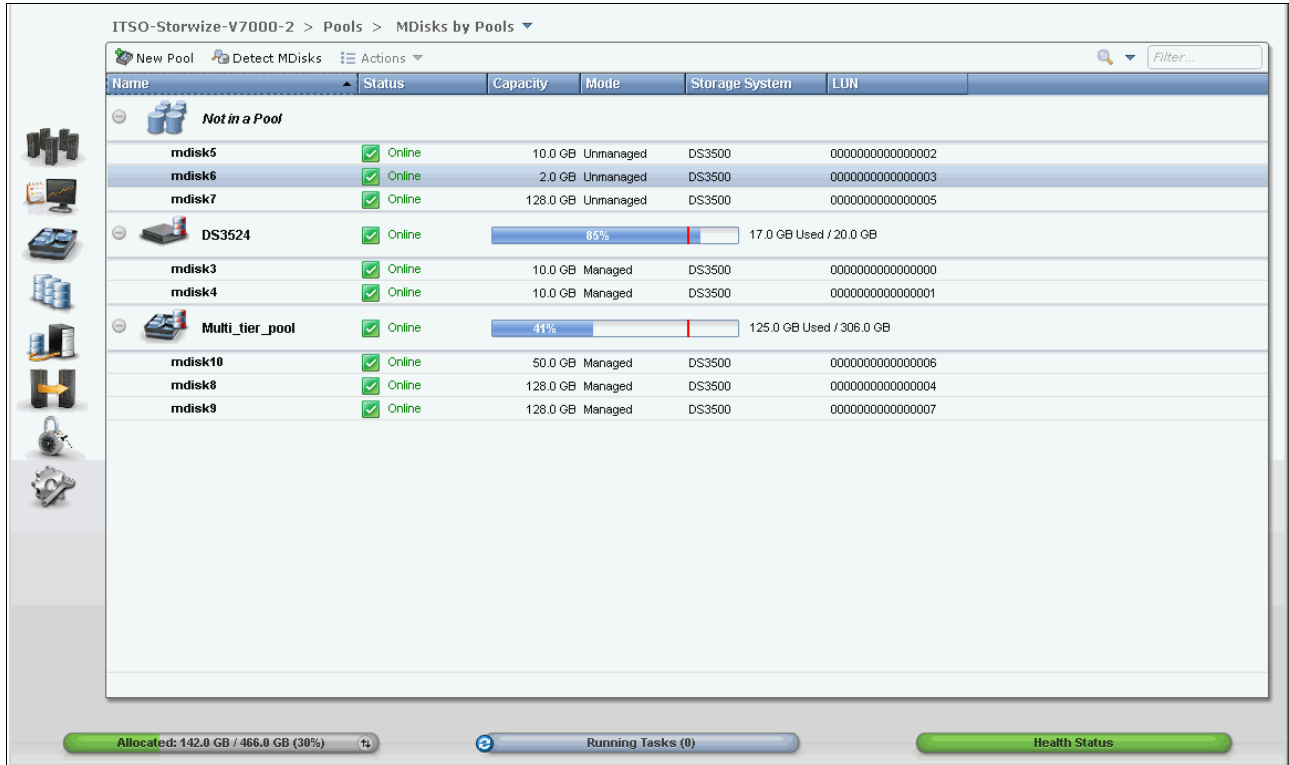 ITSO-Storwize-V7000-2 > Pools > MDisks by Pools
New Pool Detect MDisks Actions Filter...
Name Status Capacity Mode Storage System LUN
Not in a Pool
mdisk5 Online 10.0 GB Unmanaged DS3500 0000000000000002
mdisk6 Online 2.0 GB Unmanaged DS3500 0000000000000003
mdisk7 Online 128.0 GB Unmanaged DS3500 0000000000000005
DS3524 Online 85% 17.0 GB Used / 20.0 GB
mdisk3 Online 10.0 GB Managed DS3500 0000000000000000
mdisk4 Online 10.0 GB Managed DS3500 0000000000000001
Multi_tier_pool Online 41% 125.0 GB Used / 306.0 GB
mdisk10 Online 50.0 GB Managed DS3500 0000000000000006
mdisk8 Online 128.0 GB Managed DS3500 0000000000000004
mdisk9 Online 128.0 GB Managed DS3500 0000000000000007
Allocated: 142.0 GB / 466.0 GB (30%) Running Tasks (0) Health Status